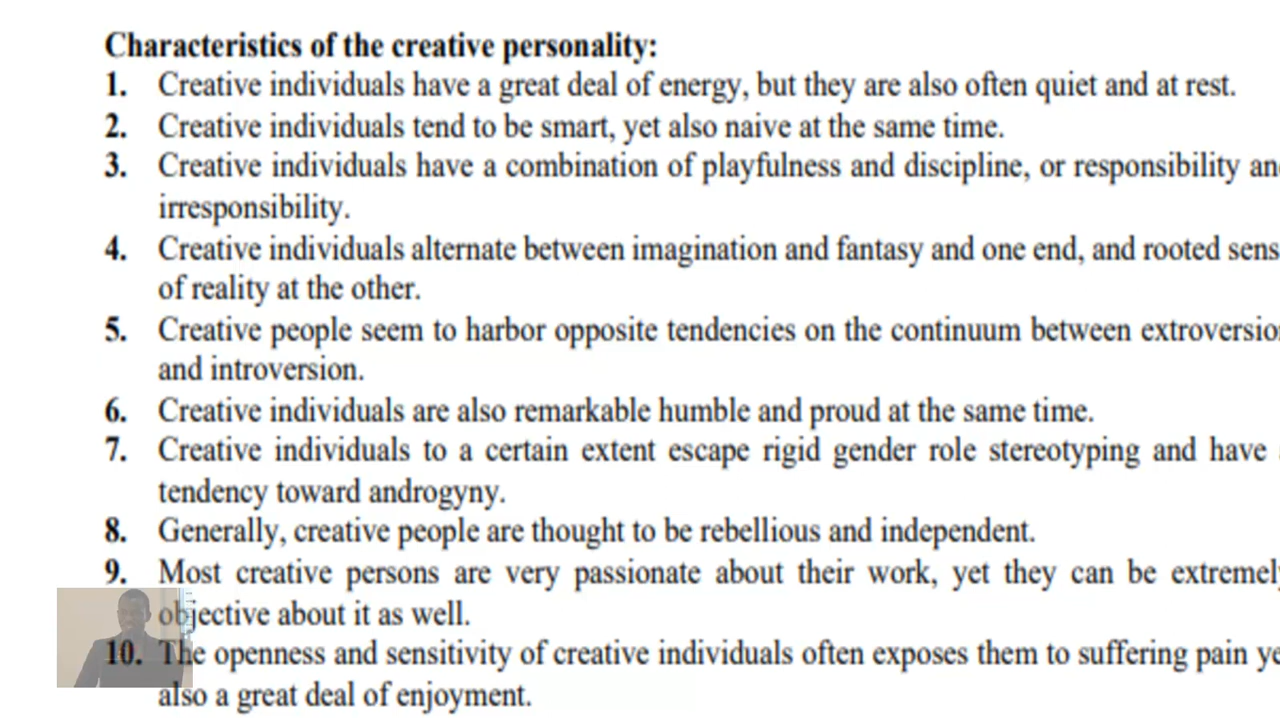 Characteristics of the creative personality:
1. Creative individuals have a great deal of energy, but they are also often quiet and at rest.
2. Creative individuals tend to be smart, yet also naive at the same time.
3. Creative individuals have a combination of playfulness and discipline, or responsibility an
irresponsibility.
4. Creative individuals alternate between imagination and fantasy and one end, and rooted sens
of reality at the other.
5. Creative people seem to harbor opposite tendencies on the continuum between extroversio
and introversion.
6. Creative individuals are also remarkable humble and proud at the same time.
7. Creative individuals to a certain extent escape rigid gender role stereotyping and have
tendency toward androgyny.
8. Generally, creative people are thought to be rebellious and independent.
9. Most creative persons are very passionate about their work, yet they can be extremely
objective about it as well.
10. The openness and sensitivity of creative individuals often exposes them to suffering pain ye
also a great deal of enjoyment.